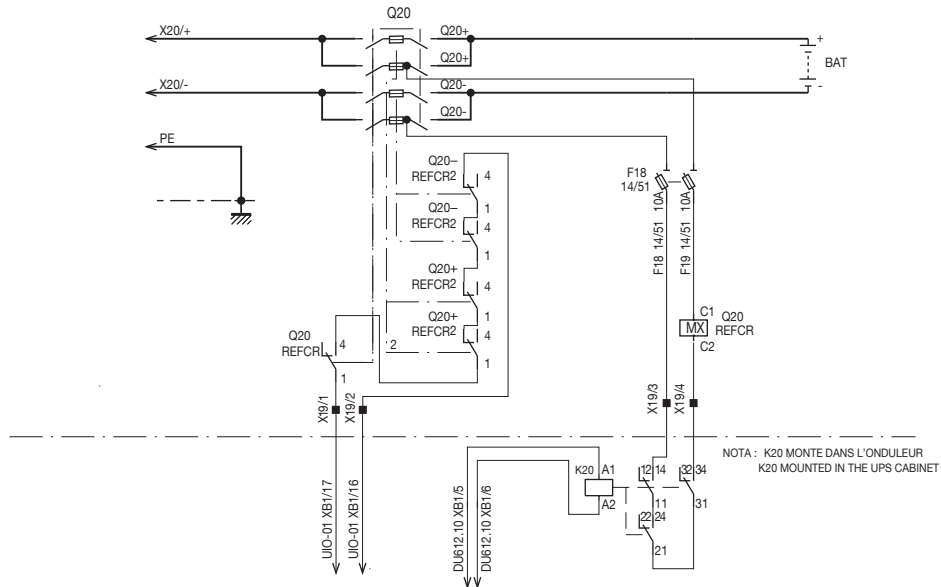 Q20
X20/+
Q20+
+
Q20+
BAT
X20/-
Q20-
-
Q20-
PE
Q20–
REFCR2
4
1
Q20–
REFCR2
4
1
Q20+
REFCR2
4
1
Q20+
REFCR2
4
1
F18
14/51
10A
10A
F18 14/51
F19 14/51
C1
MX
C2
Q20
REFCR
Q20
REFCR
4
2
1
X19/1
X19/2
X19/3
X19/4
NOTA : K20 MONTE DANS L'ONDULEUR
K20 MOUNTED IN THE UPS CABINET
K20
A1
A2
12
14
11
32
34
31
22
24
21
UIO-01 XB1/17
UIO-01 XB1/16
DU612.10 XB1/5
DU612.10 XB1/6